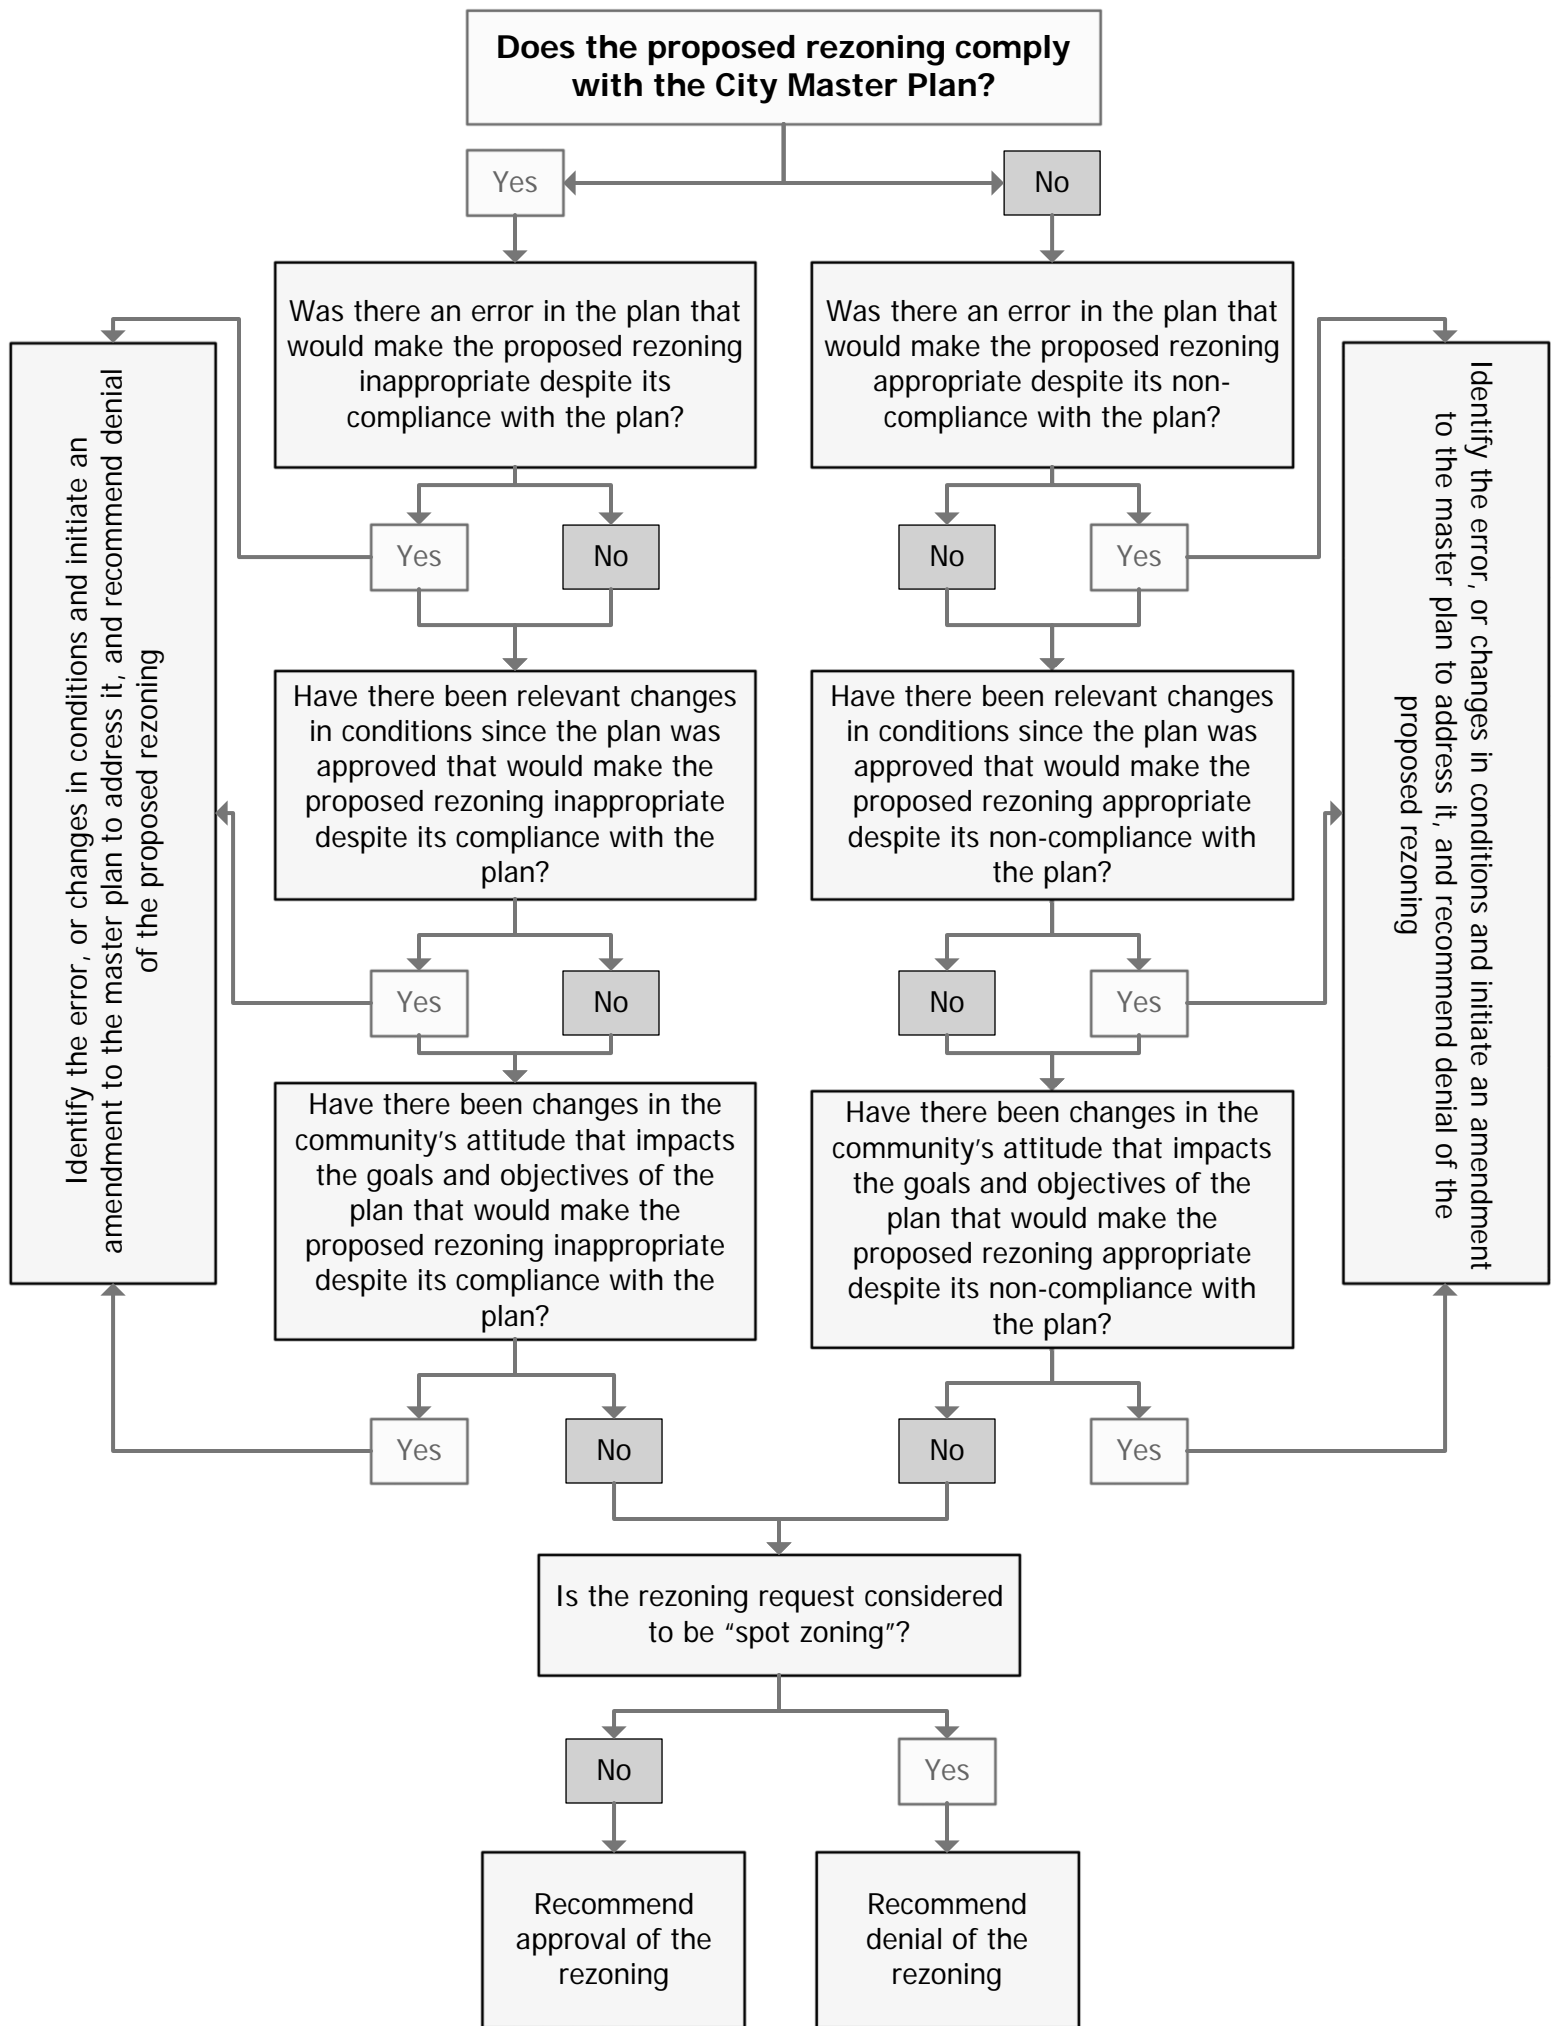 Does the proposed rezoning comply
with the City Master Plan?
Yes
No
Was there an error in the plan that
would make the proposed rezoning
inappropriate despite its
compliance with the plan?
Was there an error in the plan that
would make the proposed rezoning
appropriate despite its non-
compliance with the plan?
Identify the error, or changes in conditions and initiate an
amendment to the master plan to address it, and recommend denial
of the proposed rezoning
Identify the error, or changes in conditions and initiate an amendment
to the master plan to address it, and recommend denial of the
proposed rezoning
Yes
No
No
Yes
Have there been relevant changes
in conditions since the plan was
approved that would make the
proposed rezoning inappropriate
despite its compliance with the
plan?
Have there been relevant changes
in conditions since the plan was
approved that would make the
proposed rezoning appropriate
despite its non-compliance with
the plan?
Yes
No
No
Yes
Have there been changes in the
community’s attitude that impacts
the goals and objectives of the
plan that would make the
proposed rezoning inappropriate
despite its compliance with the
plan?
Have there been changes in the
community’s attitude that impacts
the goals and objectives of the
plan that would make the
proposed rezoning appropriate
despite its non-compliance with
the plan?
Yes
No
No
Yes
Is the rezoning request considered
to be “spot zoning”?
No
Yes
Recommend
approval of the
rezoning
Recommend
denial of the
rezoning